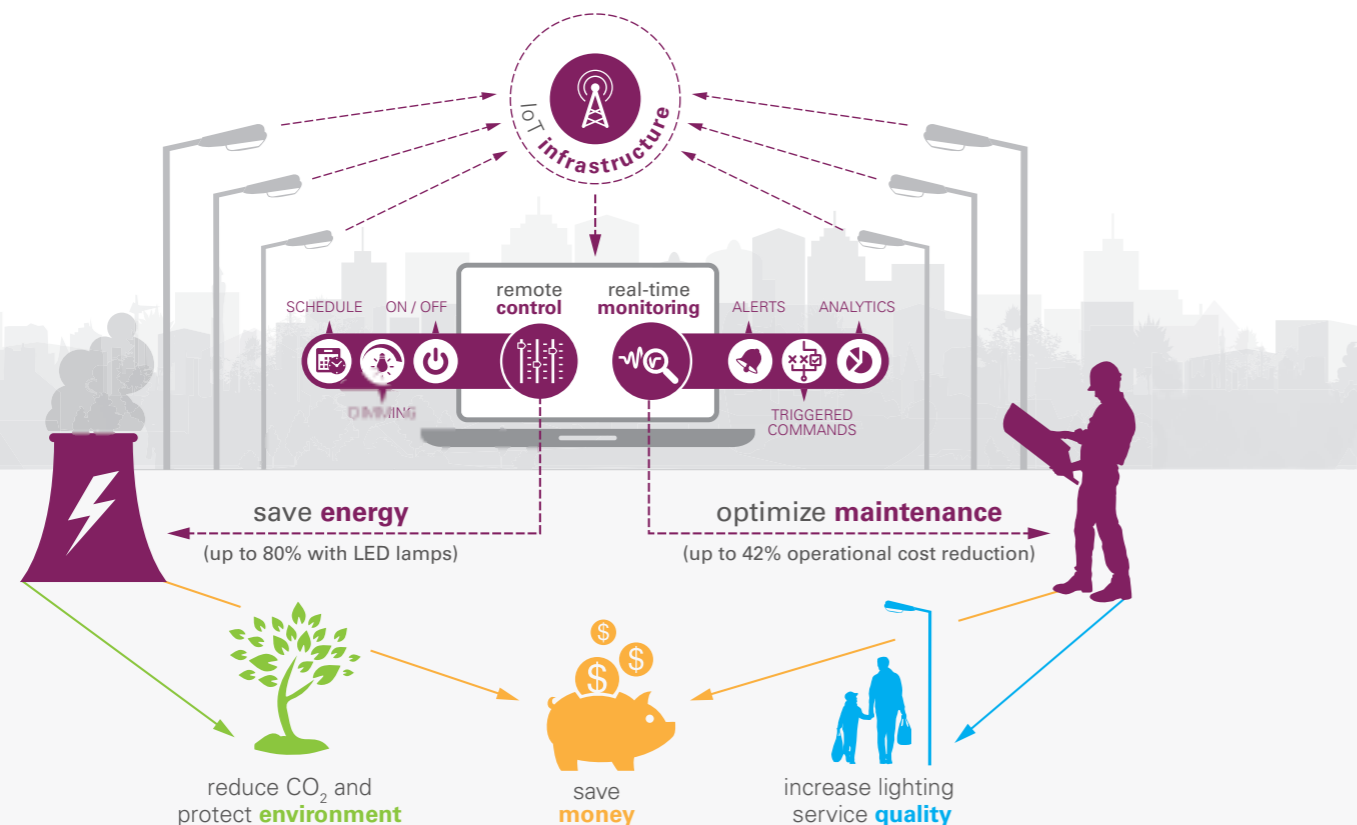 IoT infrastructure
remote
control
real-time
monitoring
SCHEDULE
ON / OFF
ALERTS
ANALYTICS
DIMMING
TRIGGERED
COMMANDS
save energy
(up to 80% with LED lamps)
optimize maintenance
(up to 42% operational cost reduction)
$
$
$
reduce CO₂ and
protect environment
save
money
increase lighting
service quality